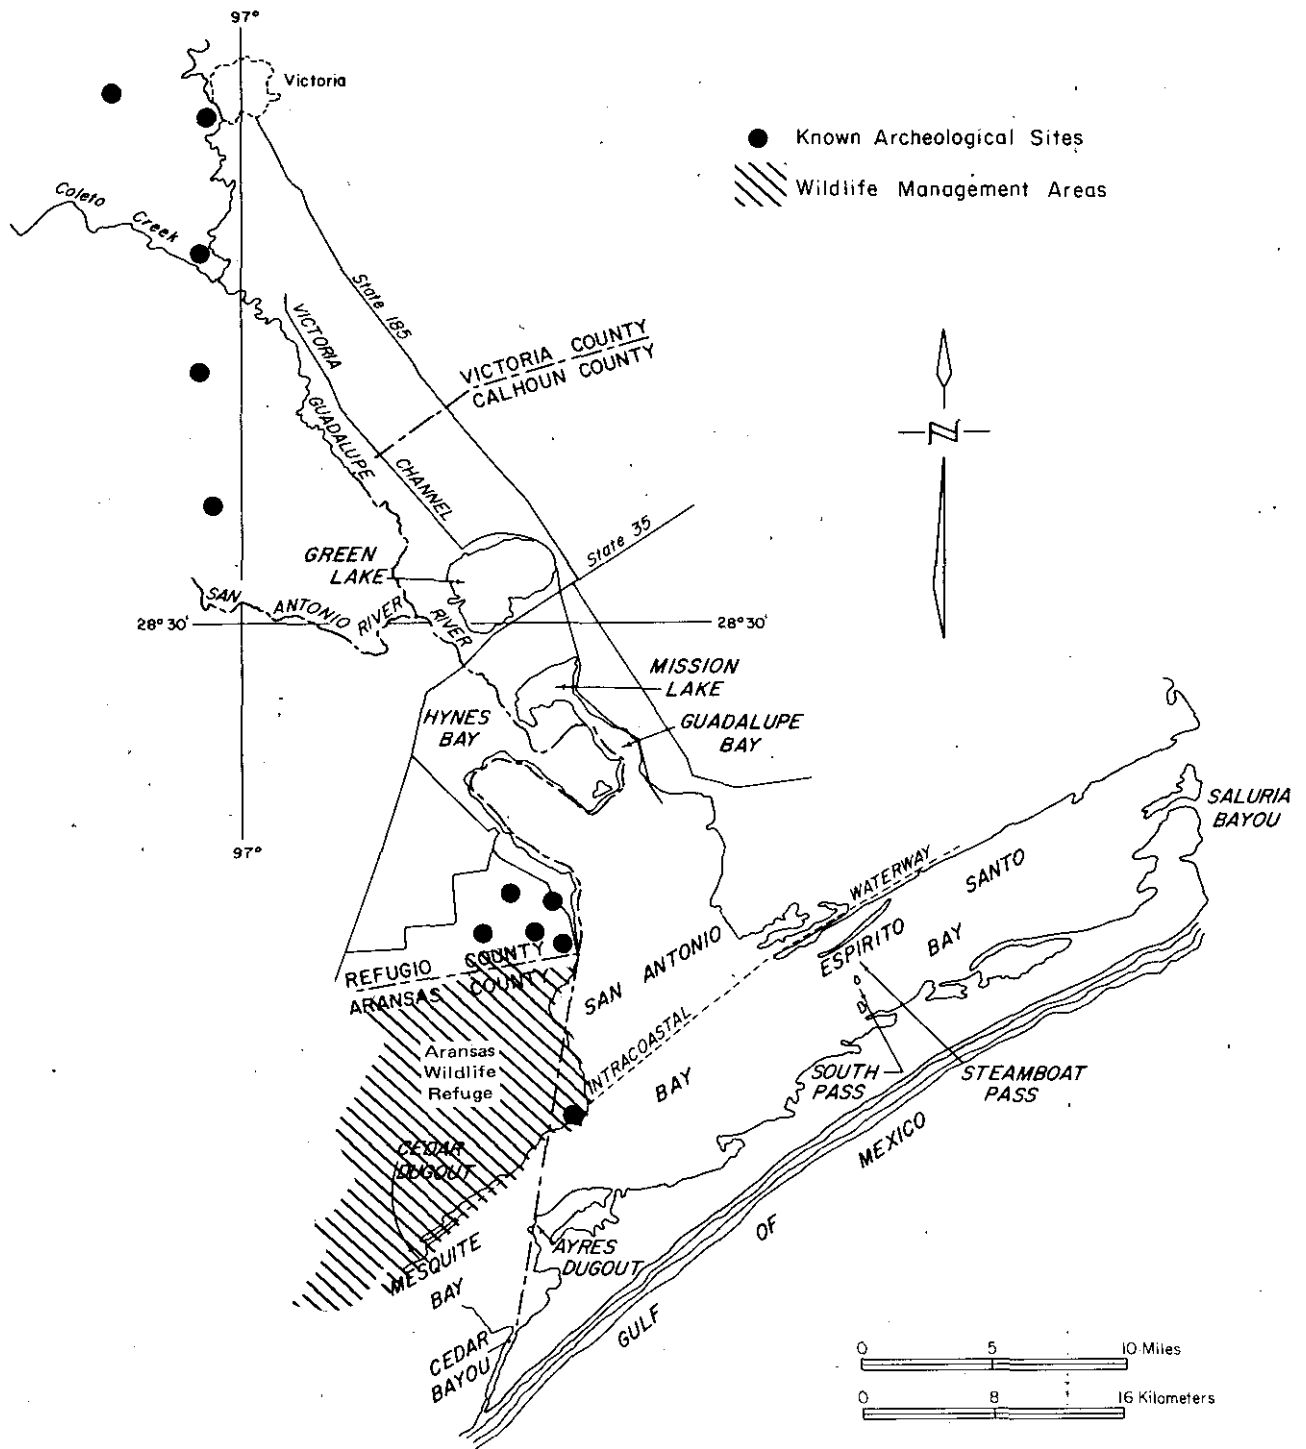 97°
Victoria
Known Archeological Sites
Wildlife Management Areas
Coleto Creek
State 185
VICTORIA CHANNEL
VICTORIA COUNTY
CALHOUN COUNTY
GUADALUPE RIVER
State 35
GREEN
LAKE
SAN ANTONIO RIVER
28° 30'
28° 30'
N
MISSION
LAKE
HYNES
BAY
GUADALUPE
BAY
SALURIA
BAYOU
97°
INTRACOASTAL WATERWAY
ESPIRITO SANTO
BAY
SAN ANTONIO
BAY
REFUGIO COUNTY
ARANSAS COUNTY
Aransas
Wildlife
Refuge
SOUTH
PASS
STEAMBOAT
PASS
CEDAR
DUGOUT
MESQUITE
BAY
AYRES
DUGOUT
GULF OF MEXICO
CEDAR
BAYOU
0 5 10 Miles
0 8 16 Kilometers